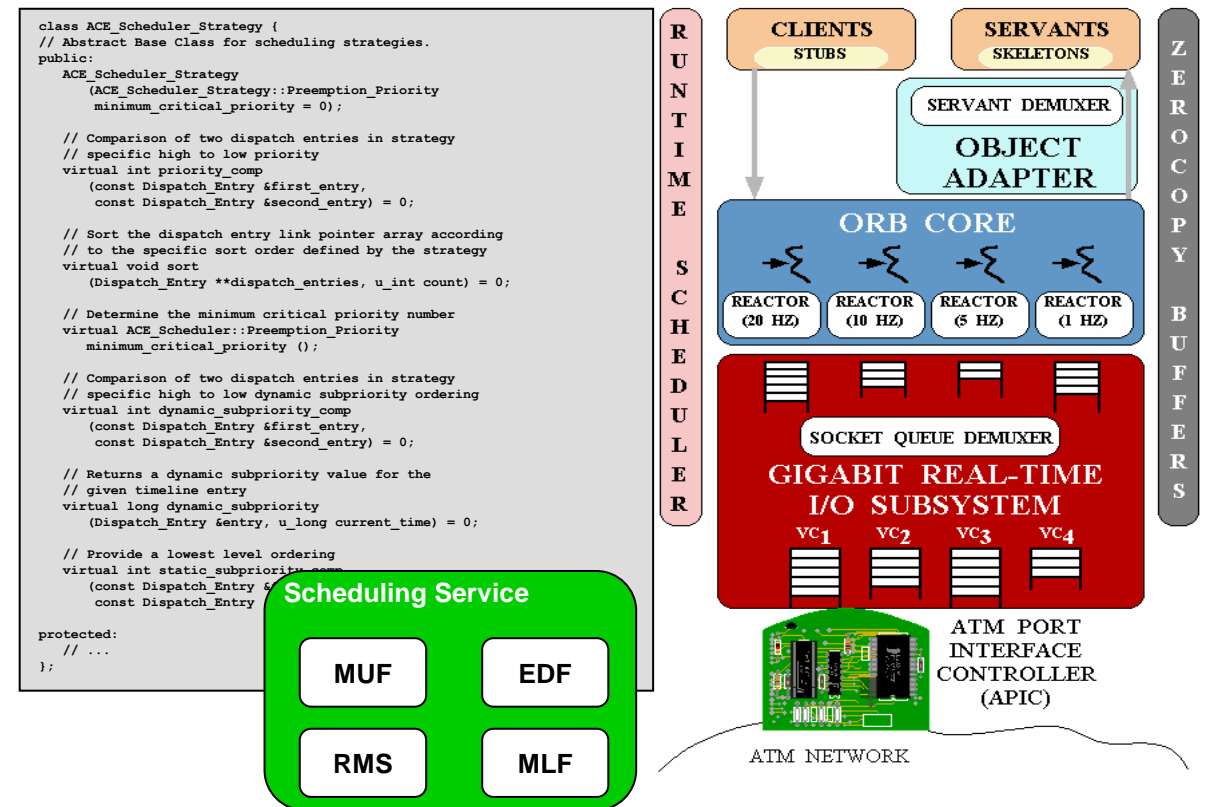 class ACE_Scheduler_Strategy {
// Abstract Base Class for scheduling strategies.
public:
ACE_Scheduler_Strategy
(ACE_Scheduler_Strategy::Preemption_Priority
minimum_critical_priority = 0);
// Comparison of two dispatch entries in strategy
// specific high to low priority
virtual int priority_comp
(const Dispatch_Entry &first_entry,
const Dispatch_Entry &second_entry) = 0;
// Sort the dispatch entry link pointer array according
// to the specific sort order defined by the strategy
virtual void sort
(Dispatch_Entry **dispatch_entries, u_int count) = 0;
// Determine the minimum critical priority number
virtual ACE_Scheduler::Preemption_Priority
minimum_critical_priority ();
// Comparison of two dispatch entries in strategy
// specific high to low dynamic subpriority ordering
virtual int dynamic_subpriority_comp
(const Dispatch_Entry &first_entry,
const Dispatch_Entry &second_entry) = 0;
// Returns a dynamic subpriority value for the
// given timeline entry
virtual long dynamic_subpriority
(Dispatch_Entry &entry, u_long current_time) = 0;
// Provide a lowest level ordering
virtual int static_subpriority_comp
(const Dispatch_Entry &
const Dispatch_Entry
protected:
// ...
};
Scheduling Service
MUF
EDF
RMS
MLF
RUNTIME SCHEDULER
CLIENTS
STUBS
SERVANTS
SKELETONS
SERVANT DEMUXER
OBJECT
ADAPTER
ORB CORE
REACTOR
(20 HZ)
REACTOR
(10 HZ)
REACTOR
(5 HZ)
REACTOR
(1 HZ)
SOCKET QUEUE DEMUXER
GIGABIT REAL-TIME
I/O SUBSYSTEM
VC1
VC2
VC3
VC4
ATM PORT
INTERFACE
CONTROLLER
(APIC)
ATM NETWORK
ZEROCOPY BUFFERS